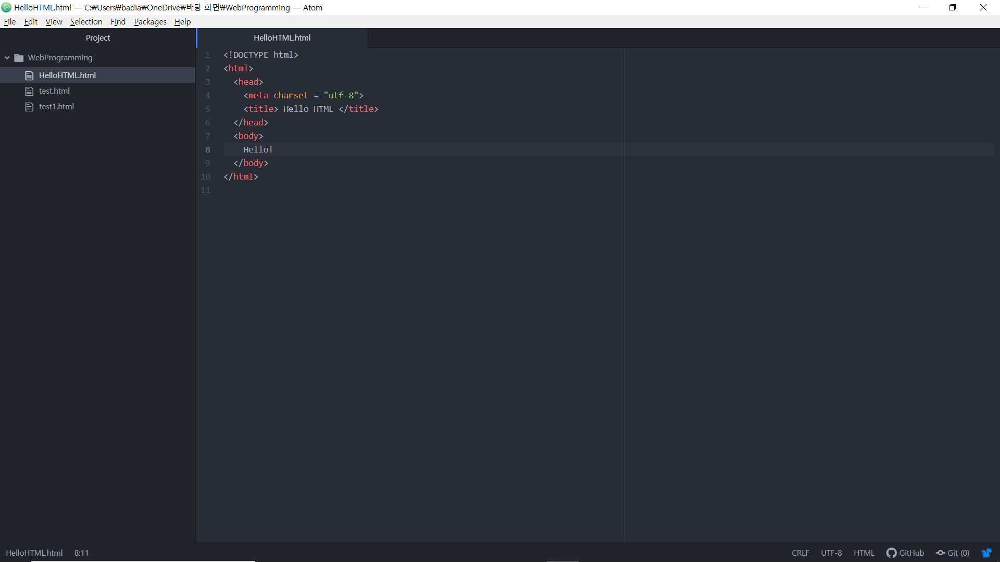 HelloHTML.html — C:₩Users₩badia₩OneDrive₩바탕 화면₩WebProgramming — Atom
File Edit View Selection Find Packages Help
Project
WebProgramming
HelloHTML.html
test.html
test1.html
HelloHTML.html
1 <!DOCTYPE html>
2 <html>
3   <head>
4     <meta charset = "utf-8">
5     <title> Hello HTML </title>
6   </head>
7   <body>
8     Hello!
9   </body>
10 </html>
11
HelloHTML.html 8:11 CRLF UTF-8 HTML GitHub Git (0)